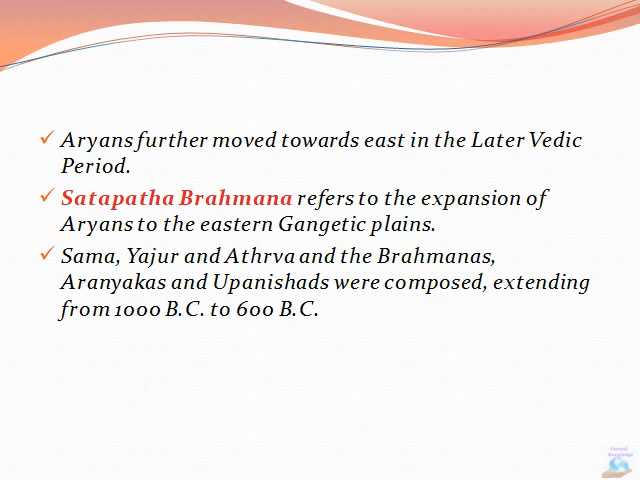 Aryans further moved towards east in the Later Vedic
Period.
Satapatha Brahmana refers to the expansion of
Aryans to the eastern Gangetic plains.
Sama, Yajur and Athrva and the Brahmanas,
Aranyakas and Upanishads were composed, extending
from 1000 B.C. to 600 B.C.
General
Knowledge